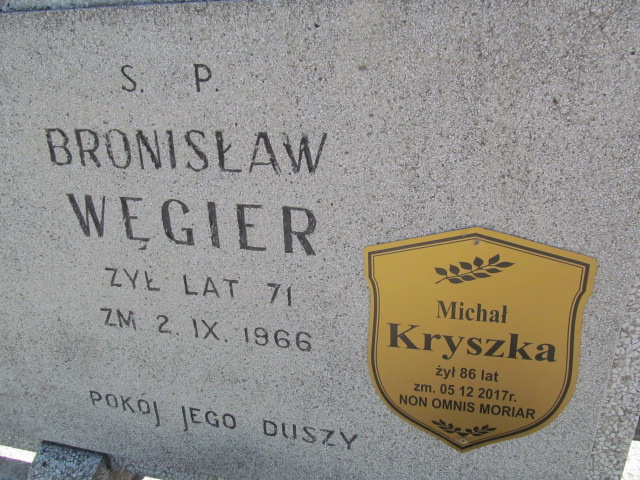 S. P.
BRONISŁAW
WĘGIER
ZYŁ LAT 71
ZM 2. IX. 1966
POKÓJ JEGO DUSZY
Michał
Kryszka
żył 86 lat
zm. 05 12 2017r.
NON OMNIS MORIAR